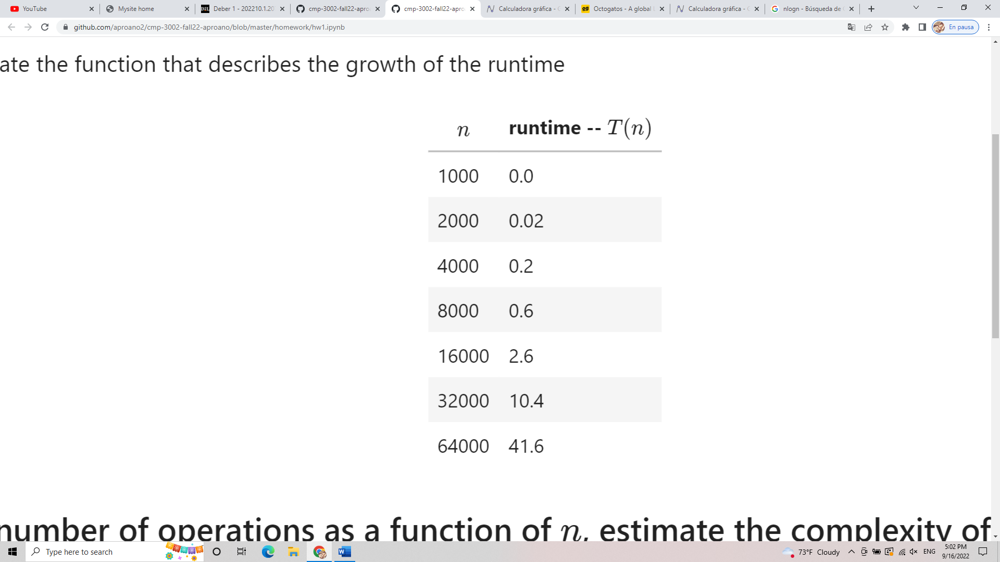 YouTube
Mysite home
D2L Deber 1 - 202210.1.20
cmp-3002-fall22-apro
cmp-3002-fall22-apro
Calculadora gráfica -
og Octogatos - A global
Calculadora gráfica -
G nlogn - Búsqueda de
github.com/aproano2/cmp-3002-fall22-aproano/blob/master/homework/hw1.ipynb
En pausa
ate the function that describes the growth of the runtime
n runtime -- T(n)
1000 0.0
2000 0.02
4000 0.2
8000 0.6
16000 2.6
32000 10.4
64000 41.6
number of operations as a function of n, estimate the complexity of
Type here to search
W
73°F Cloudy
ENG
5:02 PM
9/16/2022